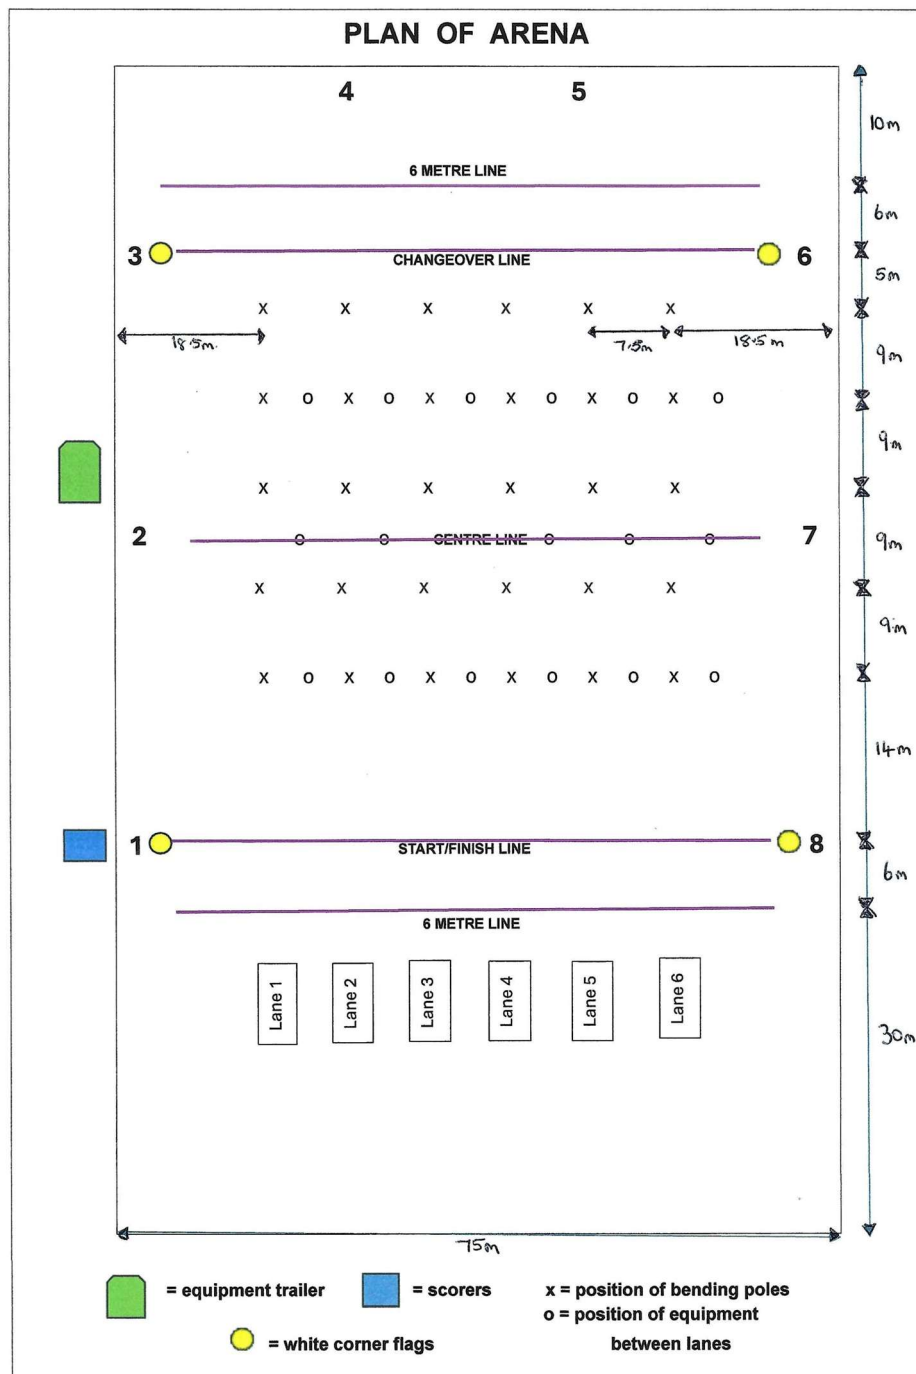 PLAN OF ARENA
4 5
10m
6 METRE LINE
6m
3 6
CHANGEOVER LINE
5m
x x x x x x
18.5m. 7.5m 18.5m
9m
x o x o x o x o x o x o
9m
x x x x x x
2 o o CENTRE LINE o o o 7
9m
x x x x x x
9m
x o x o x o x o x o x o
14m
1 8
START/FINISH LINE
6m
6 METRE LINE
Lane 1 Lane 2 Lane 3 Lane 4 Lane 5 Lane 6
30m
75m
= equipment trailer = scorers x = position of bending poles
o = position of equipment
= white corner flags between lanes